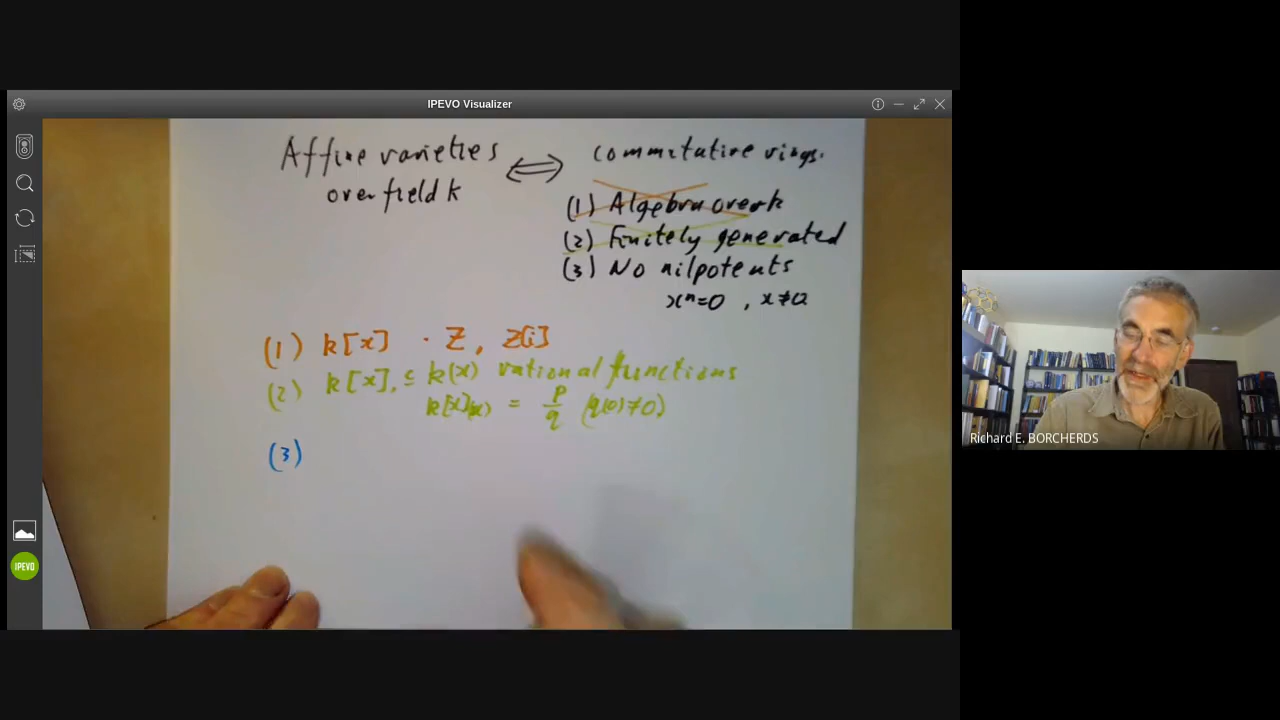 IPEVO Visualizer
Affine varieties ⟺ commutative rings.
over field k
(1) Algebra over k
(2) Finitely generated
(3) No nilpotents
xⁿ=0 , x≠0
(1) k[x] · Z, Z[i]
(2) k[x], ⊆ k(x) rational functions
k[x](x) = p/q (q(0)≠0)
(3)
IPEVO
Richard E. BORCHERDS